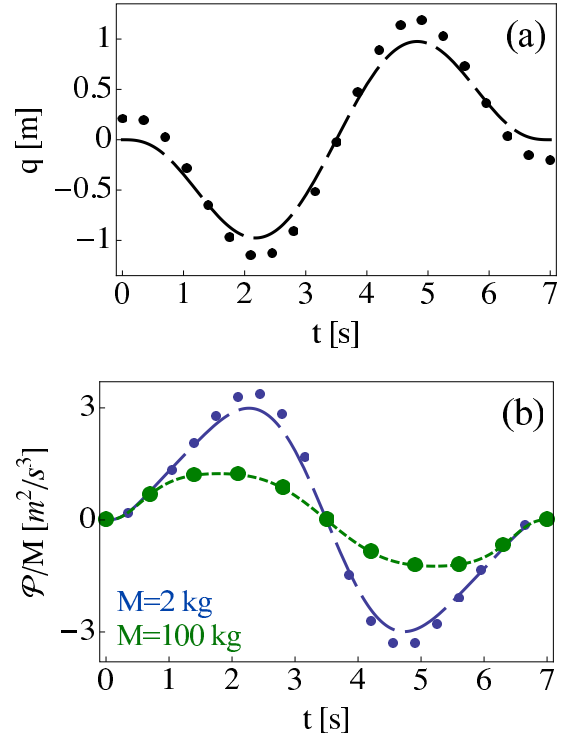 (a)
1
0.5
0
−0.5
−1
q [m]
0 1 2 3 4 5 6 7
t [s]
(b)
3
0
−3
𝒫/M [m²/s³]
M=2 kg
M=100 kg
0 1 2 3 4 5 6 7
t [s]